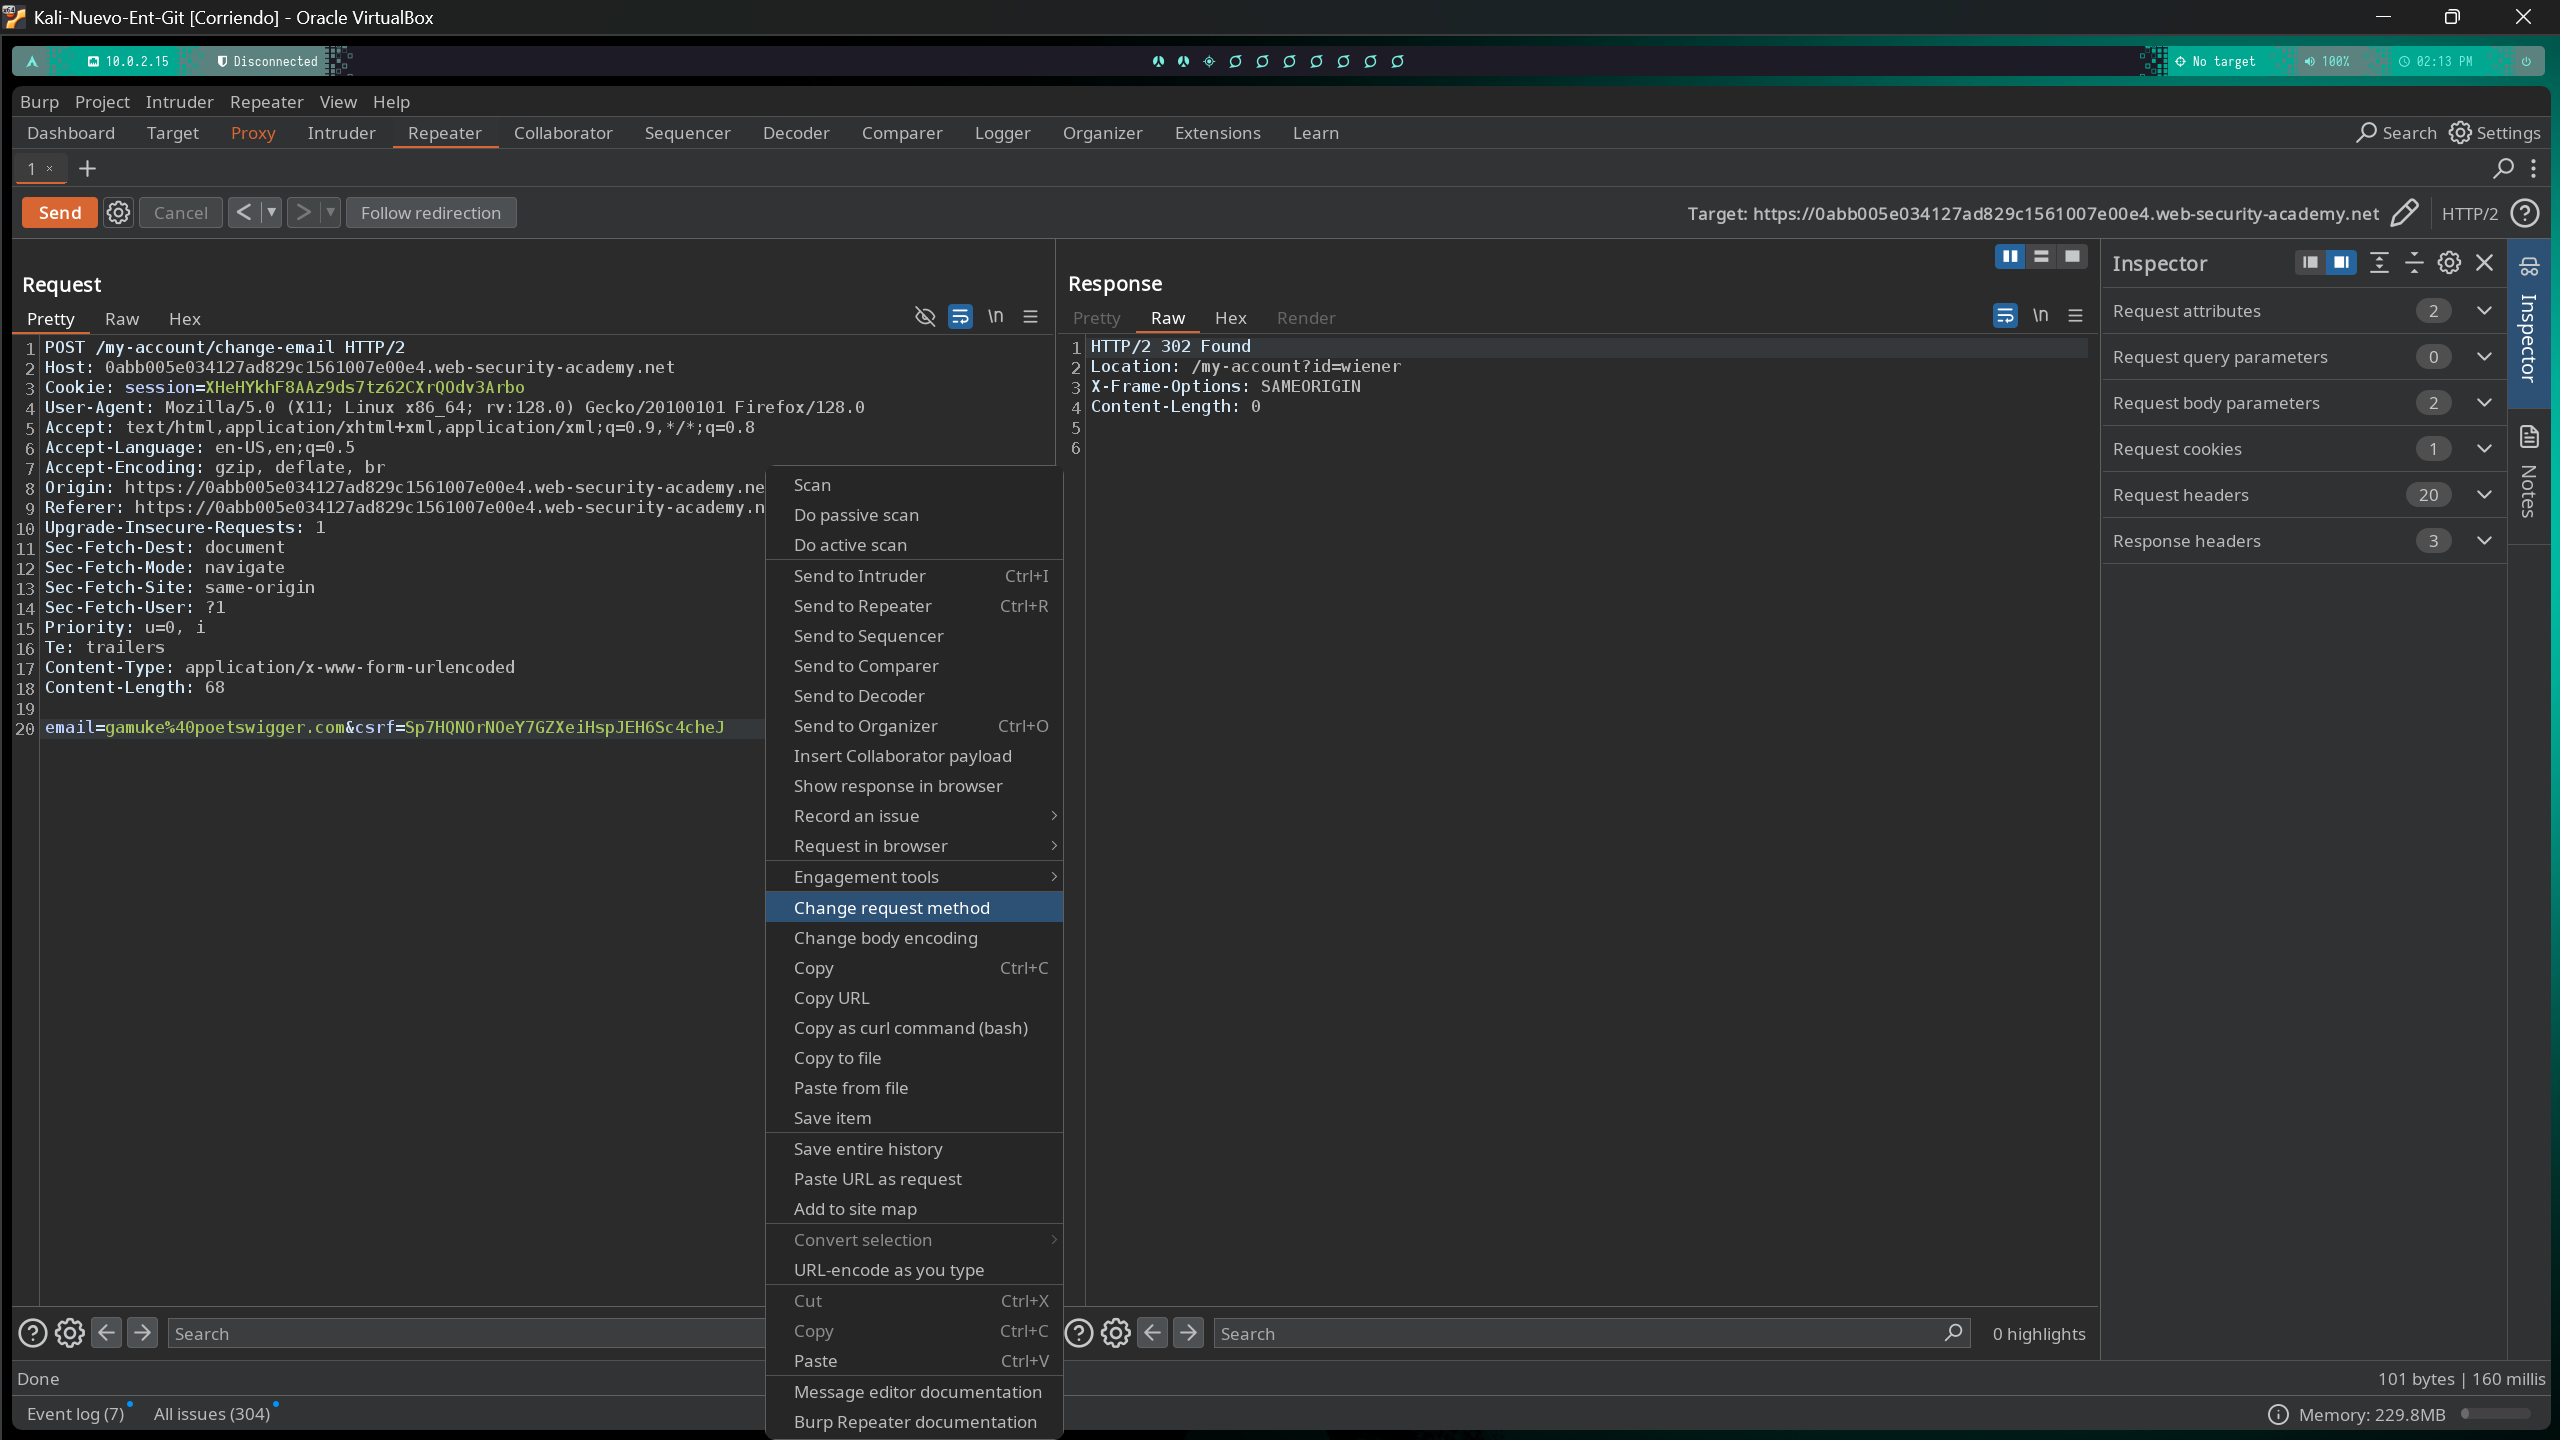 Kali-Nuevo-Ent-Git [Corriendo] - Oracle VirtualBox
10.0.2.15 Disconnected No target 100% 02:13 PM
Burp Project Intruder Repeater View Help
Dashboard Target Proxy Intruder Repeater Collaborator Sequencer Decoder Comparer Logger Organizer Extensions Learn Search Settings
1 × +
Send Cancel < > Follow redirection Target: https://0abb005e034127ad829c1561007e00e4.web-security-academy.net HTTP/2
Request
Pretty Raw Hex \n
1 POST /my-account/change-email HTTP/2
2 Host: 0abb005e034127ad829c1561007e00e4.web-security-academy.net
3 Cookie: session=XHeHYkhF8AAz9ds7tz62CXrQOdv3Arbo
4 User-Agent: Mozilla/5.0 (X11; Linux x86_64; rv:128.0) Gecko/20100101 Firefox/128.0
5 Accept: text/html,application/xhtml+xml,application/xml;q=0.9,*/*;q=0.8
6 Accept-Language: en-US,en;q=0.5
7 Accept-Encoding: gzip, deflate, br
8 Origin: https://0abb005e034127ad829c1561007e00e4.web-security-academy.ne
9 Referer: https://0abb005e034127ad829c1561007e00e4.web-security-academy.n
10 Upgrade-Insecure-Requests: 1
11 Sec-Fetch-Dest: document
12 Sec-Fetch-Mode: navigate
13 Sec-Fetch-Site: same-origin
14 Sec-Fetch-User: ?1
15 Priority: u=0, i
16 Te: trailers
17 Content-Type: application/x-www-form-urlencoded
18 Content-Length: 68
19
20 email=gamuke%40poetswigger.com&csrf=Sp7HQNOrNOeY7GZXeiHspJEH6Sc4cheJ
Scan
Do passive scan
Do active scan
Send to Intruder Ctrl+I
Send to Repeater Ctrl+R
Send to Sequencer
Send to Comparer
Send to Decoder
Send to Organizer Ctrl+O
Insert Collaborator payload
Show response in browser
Record an issue >
Request in browser >
Engagement tools >
Change request method
Change body encoding
Copy Ctrl+C
Copy URL
Copy as curl command (bash)
Copy to file
Paste from file
Save item
Save entire history
Paste URL as request
Add to site map
Convert selection >
URL-encode as you type
Cut Ctrl+X
Copy Ctrl+C
Paste Ctrl+V
Message editor documentation
Burp Repeater documentation
Response
Pretty Raw Hex Render \n
1 HTTP/2 302 Found
2 Location: /my-account?id=wiener
3 X-Frame-Options: SAMEORIGIN
4 Content-Length: 0
5
6
Inspector
Request attributes 2
Request query parameters 0
Request body parameters 2
Request cookies 1
Request headers 20
Response headers 3
Inspector
Notes
Search
Search 0 highlights
Done 101 bytes | 160 millis
Event log (7) All issues (304) Memory: 229.8MB